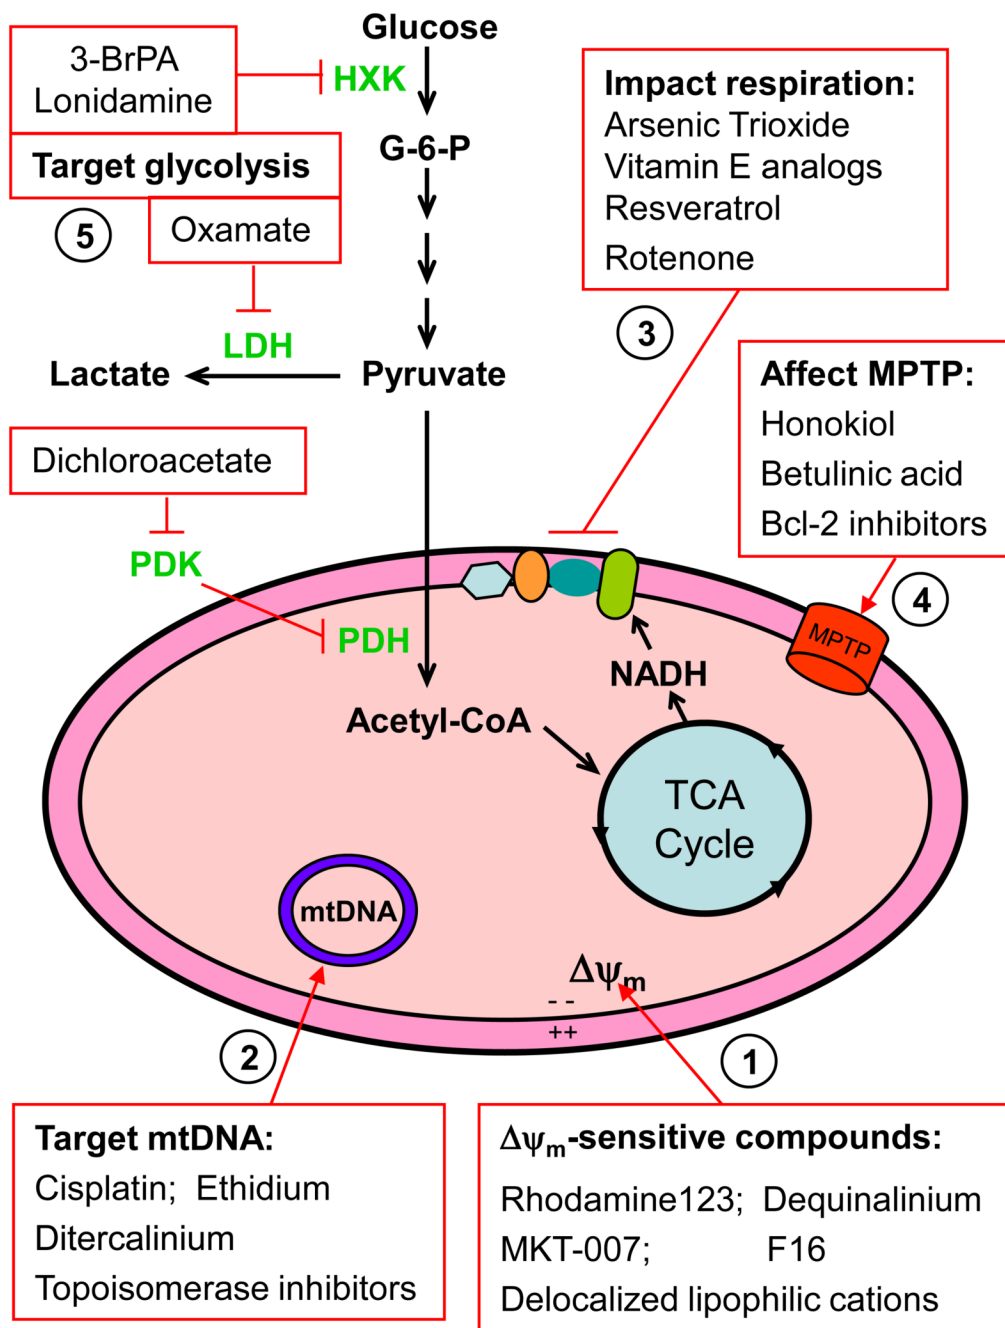 Glucose
3-BrPA
Lonidamine
HXK
Target glycolysis
G-6-P
5
Oxamate
LDH
Lactate
Pyruvate
Impact respiration:
Arsenic Trioxide
Vitamin E analogs
Resveratrol
Rotenone
3
Affect MPTP:
Honokiol
Betulinic acid
Bcl-2 inhibitors
4
MPTP
Dichloroacetate
PDK
PDH
NADH
Acetyl-CoA
TCA
Cycle
mtDNA
Δψm
- -
++
2
1
Target mtDNA:
Cisplatin; Ethidium
Ditercalinium
Topoisomerase inhibitors
Δψm-sensitive compounds:
Rhodamine123; Dequinalinium
MKT-007; F16
Delocalized lipophilic cations